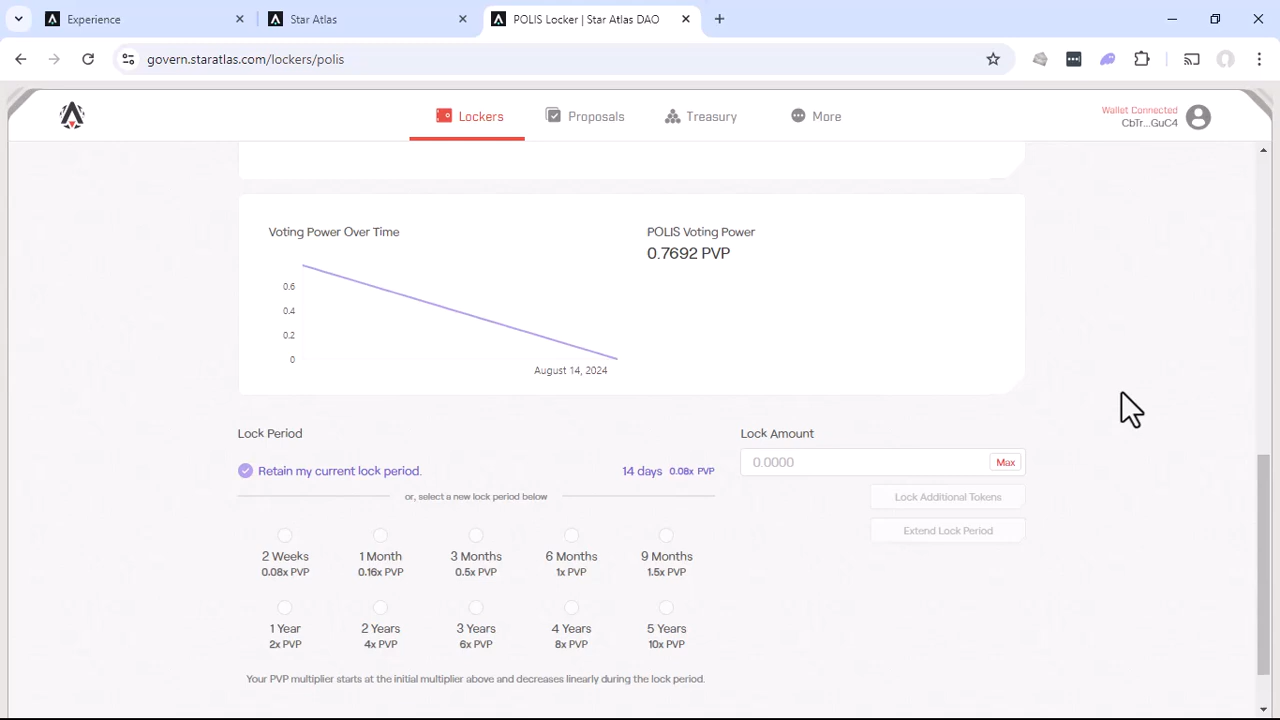 Experience
Star Atlas
POLIS Locker | Star Atlas DAO
govern.staratlas.com/lockers/polis
Lockers
Proposals
Treasury
More
Wallet Connected
CbTr...GuC4
Voting Power Over Time
POLIS Voting Power
0.7692 PVP
0.6
0.4
0.2
0
August 14, 2024
Lock Period
Lock Amount
Retain my current lock period.
14 days 0.08x PVP
0.0000
Max
or, select a new lock period below
Lock Additional Tokens
Extend Lock Period
2 Weeks
0.08x PVP
1 Month
0.16x PVP
3 Months
0.5x PVP
6 Months
1x PVP
9 Months
1.5x PVP
1 Year
2x PVP
2 Years
4x PVP
3 Years
6x PVP
4 Years
8x PVP
5 Years
10x PVP
Your PVP multiplier starts at the initial multiplier above and decreases linearly during the lock period.